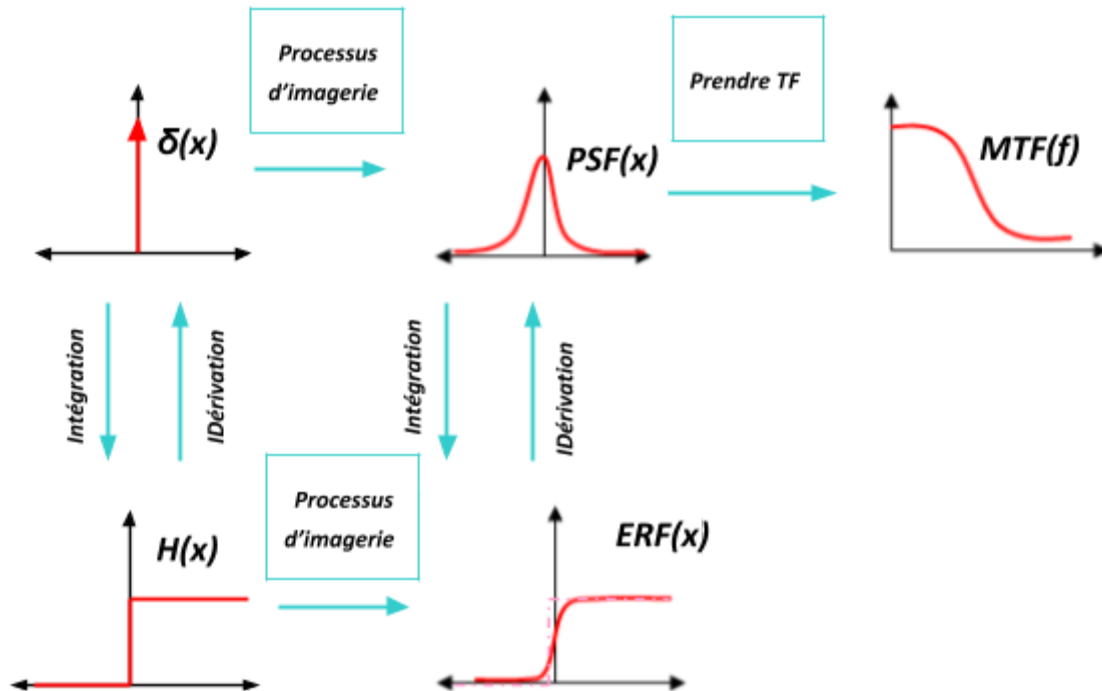 Processus
d'imagerie
Prendre TF
δ(x)
PSF(x)
MTF(f)
Intégration
IDérivation
Intégration
IDérivation
Processus
d'imagerie
H(x)
ERF(x)